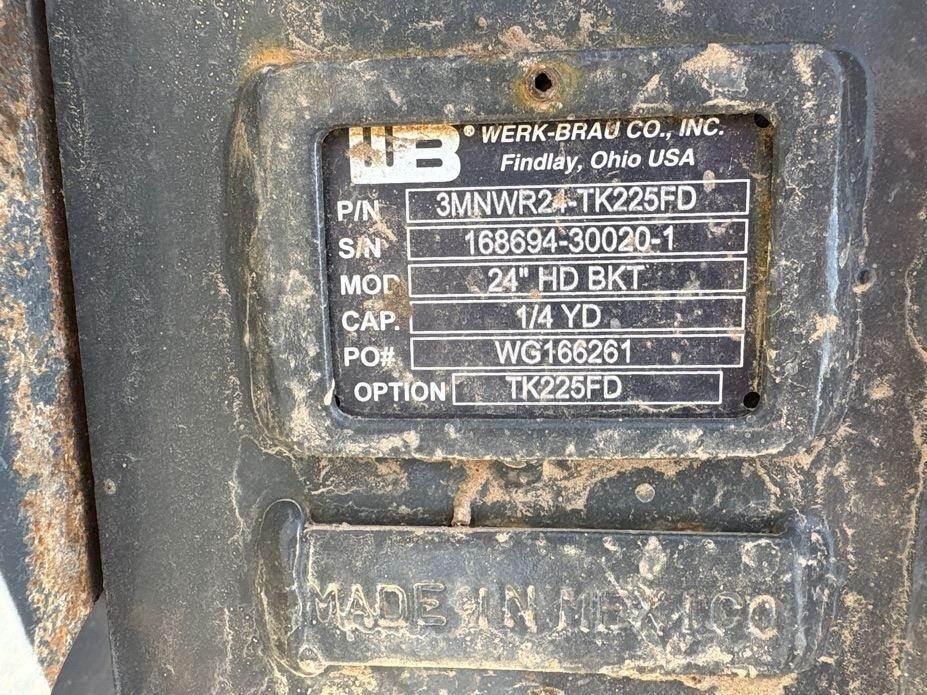 WB® WERK-BRAU CO., INC.
Findlay, Ohio USA
P/N 3MNWR24-TK225FD
S/N 168694-30020-1
MOD 24" HD BKT
CAP. 1/4 YD
PO# WG166261
OPTION TK225FD
MADE IN MEXICO